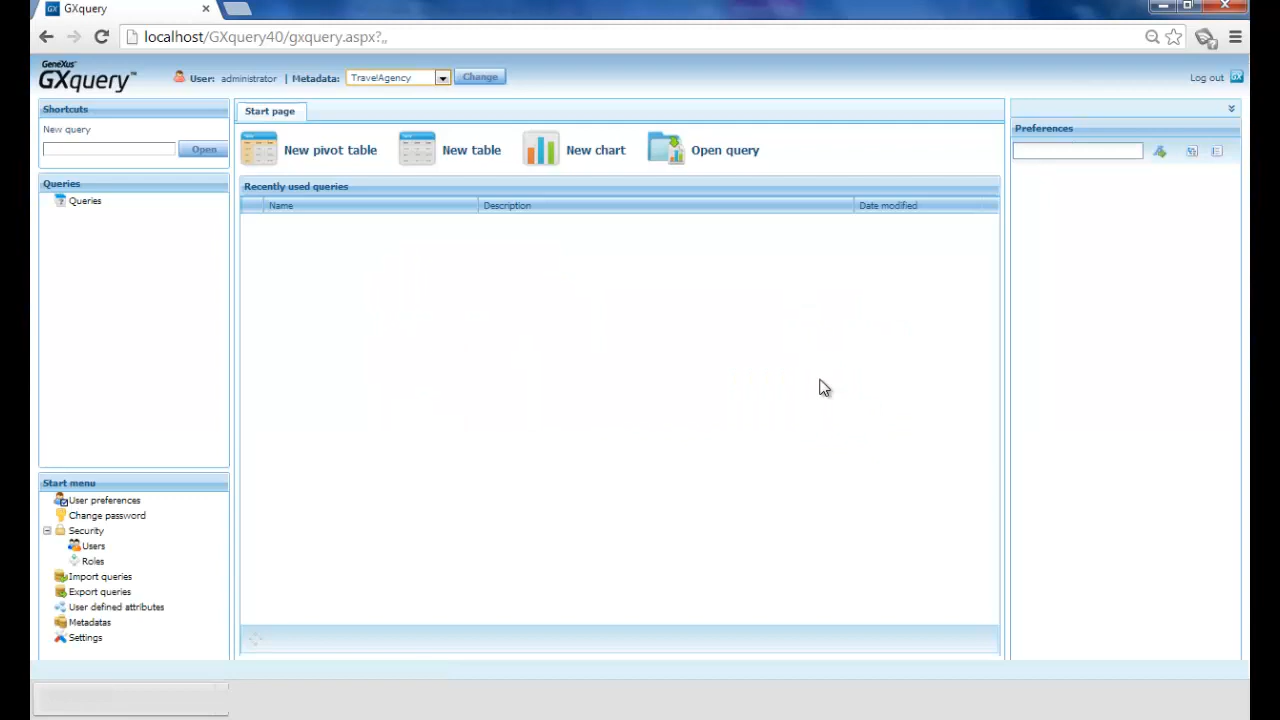 GXquery
localhost/GXquery40/gxquery.aspx?,,
GeneXus™
GXquery™
User: administrator | Metadata: TravelAgency Change
Log out
Shortcuts
New query
Open
Queries
Queries
Start menu
User preferences
Change password
Security
Users
Roles
Import queries
Export queries
User defined attributes
Metadatas
Settings
Start page
New pivot table New table New chart Open query
Recently used queries
Name Description Date modified
Preferences